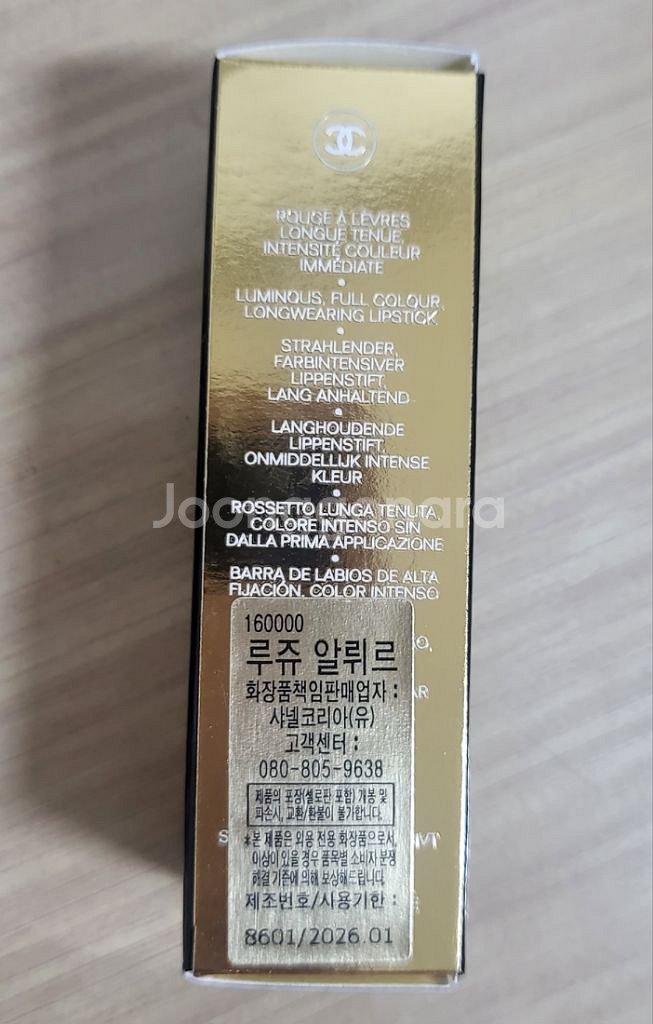 ROUGE À LÈVRES
LONGUE TENUE,
INTENSITÉ COULEUR
IMMÉDIATE
•
LUMINOUS, FULL COLOUR,
LONGWEARING LIPSTICK
•
STRAHLENDER,
FARBINTENSIVER
LIPPENSTIFT,
LANG ANHALTEND
•
LANGHOUDENDE
LIPPENSTIFT,
ONMIDDELLIJK INTENSE
KLEUR
•
Joonggonara
ROSSETTO LUNGA TENUTA
COLORE INTENSO SIN
DALLA PRIMA APPLICAZIONE
•
BARRA DE LABIOS DE ALTA
FIJACIÓN, COLOR INTENSO
160000
루쥬 알뤼르
화장품책임판매업자 :
샤넬코리아(유)
고객센터 :
080-805-9638
제품의 포장(셀로판 포함) 개봉 및
파손시, 교환/환불이 불가합니다.
*본 제품은 외용 전용 화장품으로서,
이상이 있을 경우 품목별 소비자 분쟁
해결 기준에 의해 보상해드립니다.
제조번호/사용기한 :
8601/2026.01